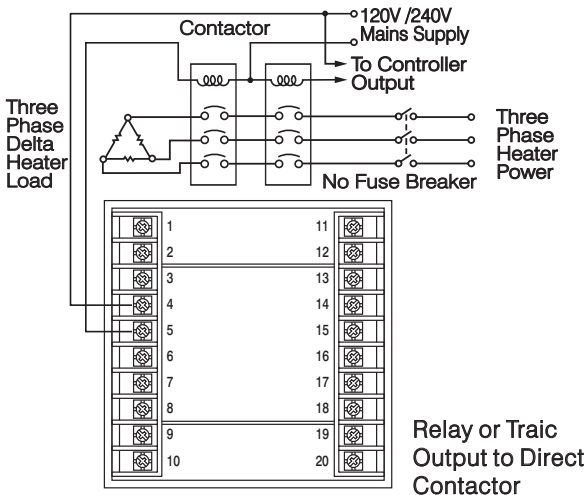 120V /240V
Mains Supply
Contactor
To Controller
Output
Three
Phase
Delta
Heater
Load
Three
Phase
Heater
Power
No Fuse Breaker
1 11
2 12
3 13
4 14
5 15
6 16
7 17
8 18
9 19
10 20
Relay or Traic
Output to Direct
Contactor